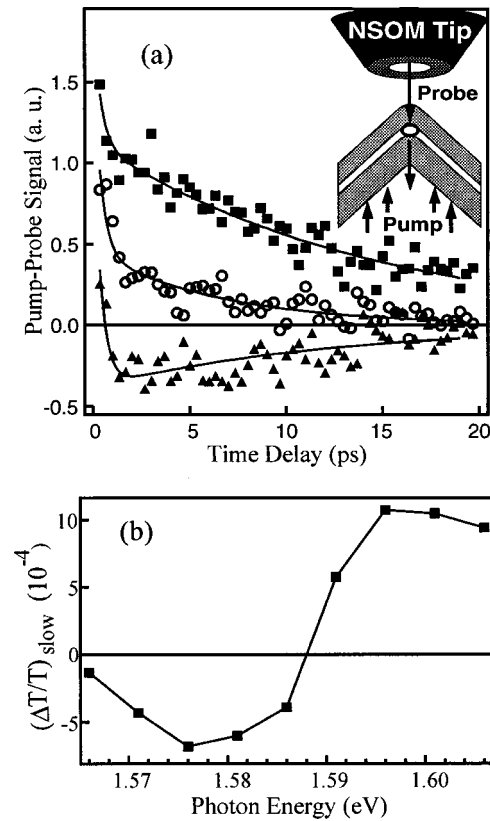 (a)
NSOM Tip
Probe
Pump
Pump-Probe Signal (a. u.)
1.5
1.0
0.5
0.0
-0.5
0 5 10 15 20
Time Delay (ps)
(b)
(ΔT/T) slow (10⁻⁴)
10
5
0
-5
1.57 1.58 1.59 1.60
Photon Energy (eV)